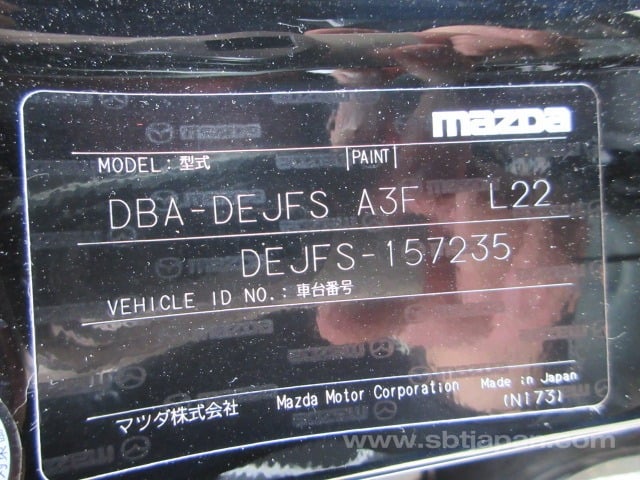 mazda
MODEL: 型式 PAINT
DBA-DEJFS A3F L22
DEJFS-157235
VEHICLE ID NO.: 車台番号
マツダ株式会社 Mazda Motor Corporation Made in Japan
(N173)
www.sbtjapan.com